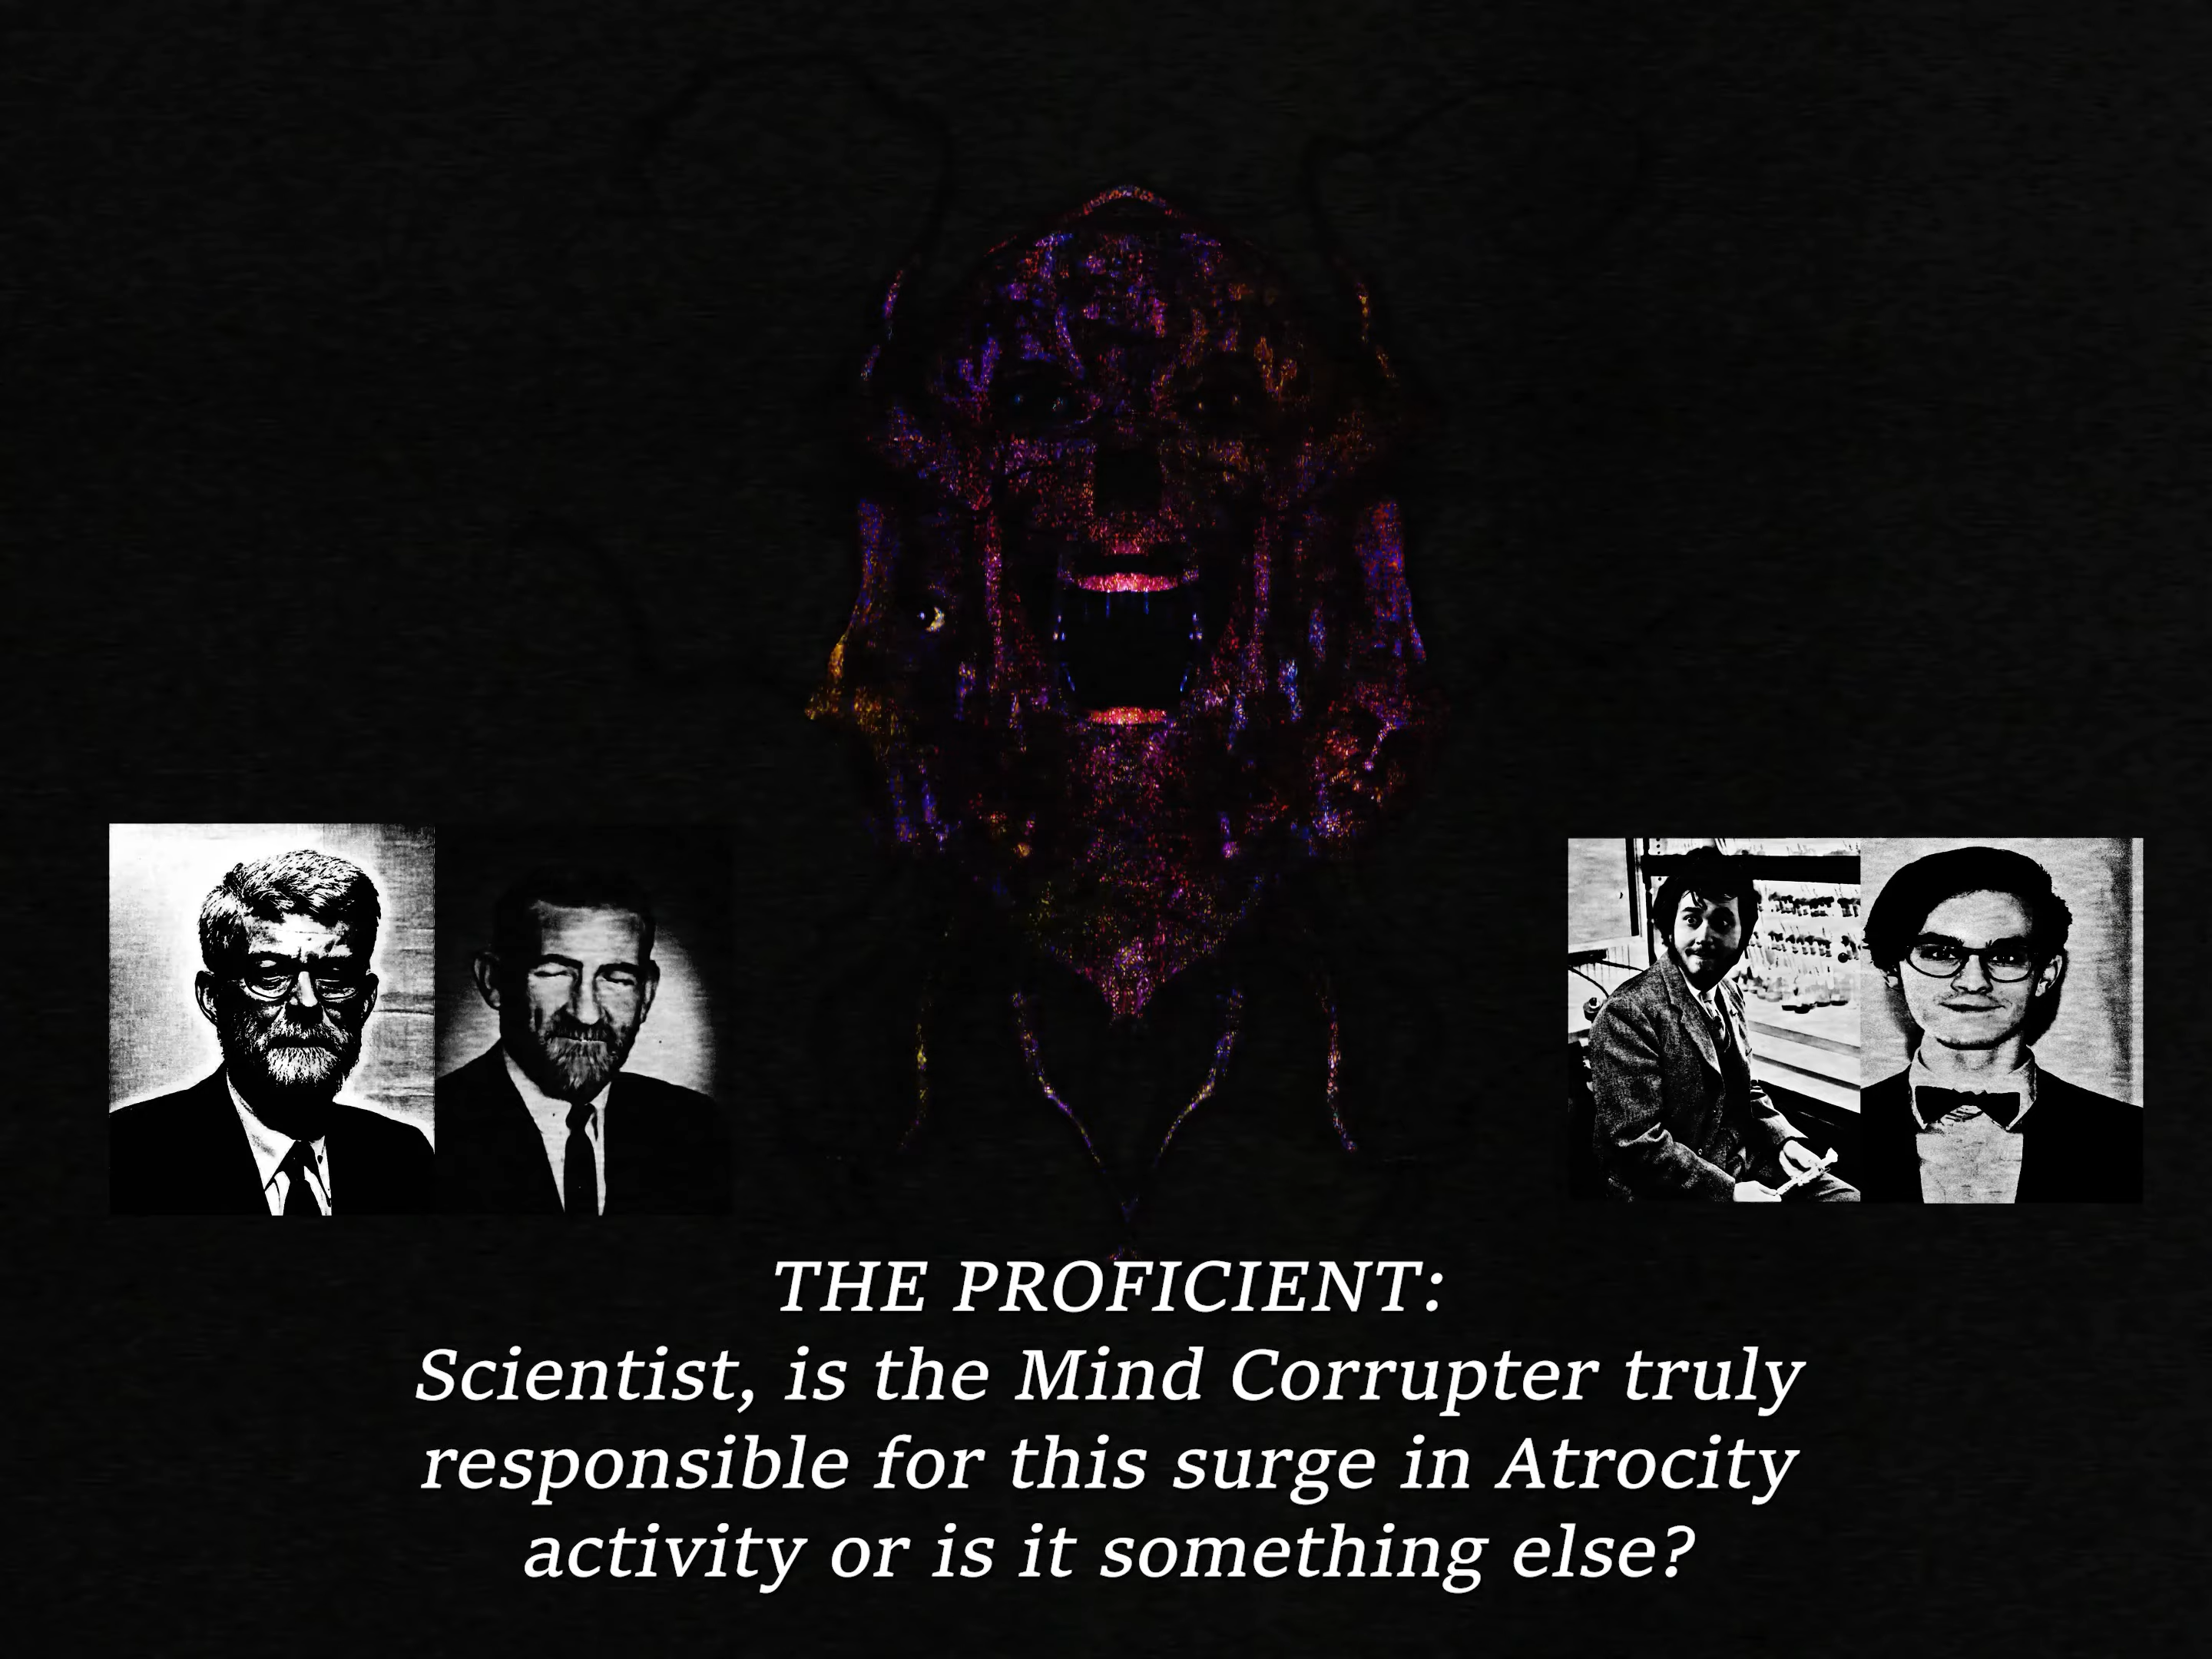 THE PROFICIENT:
Scientist, is the Mind Corrupter truly
responsible for this surge in Atrocity
activity or is it something else?